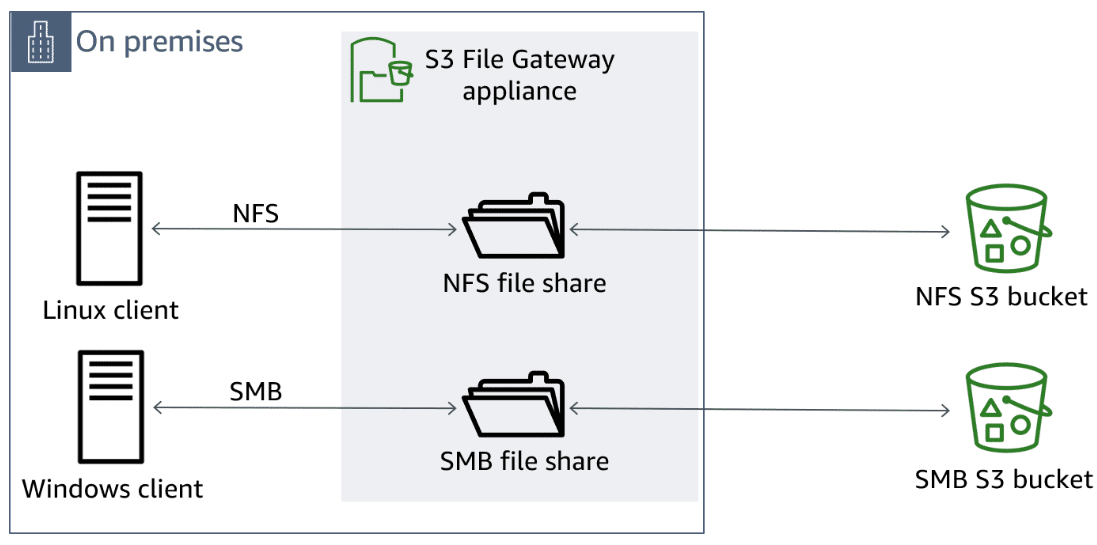 On premises
S3 File Gateway
appliance
NFS
NFS file share
Linux client
NFS S3 bucket
SMB
SMB file share
Windows client
SMB S3 bucket